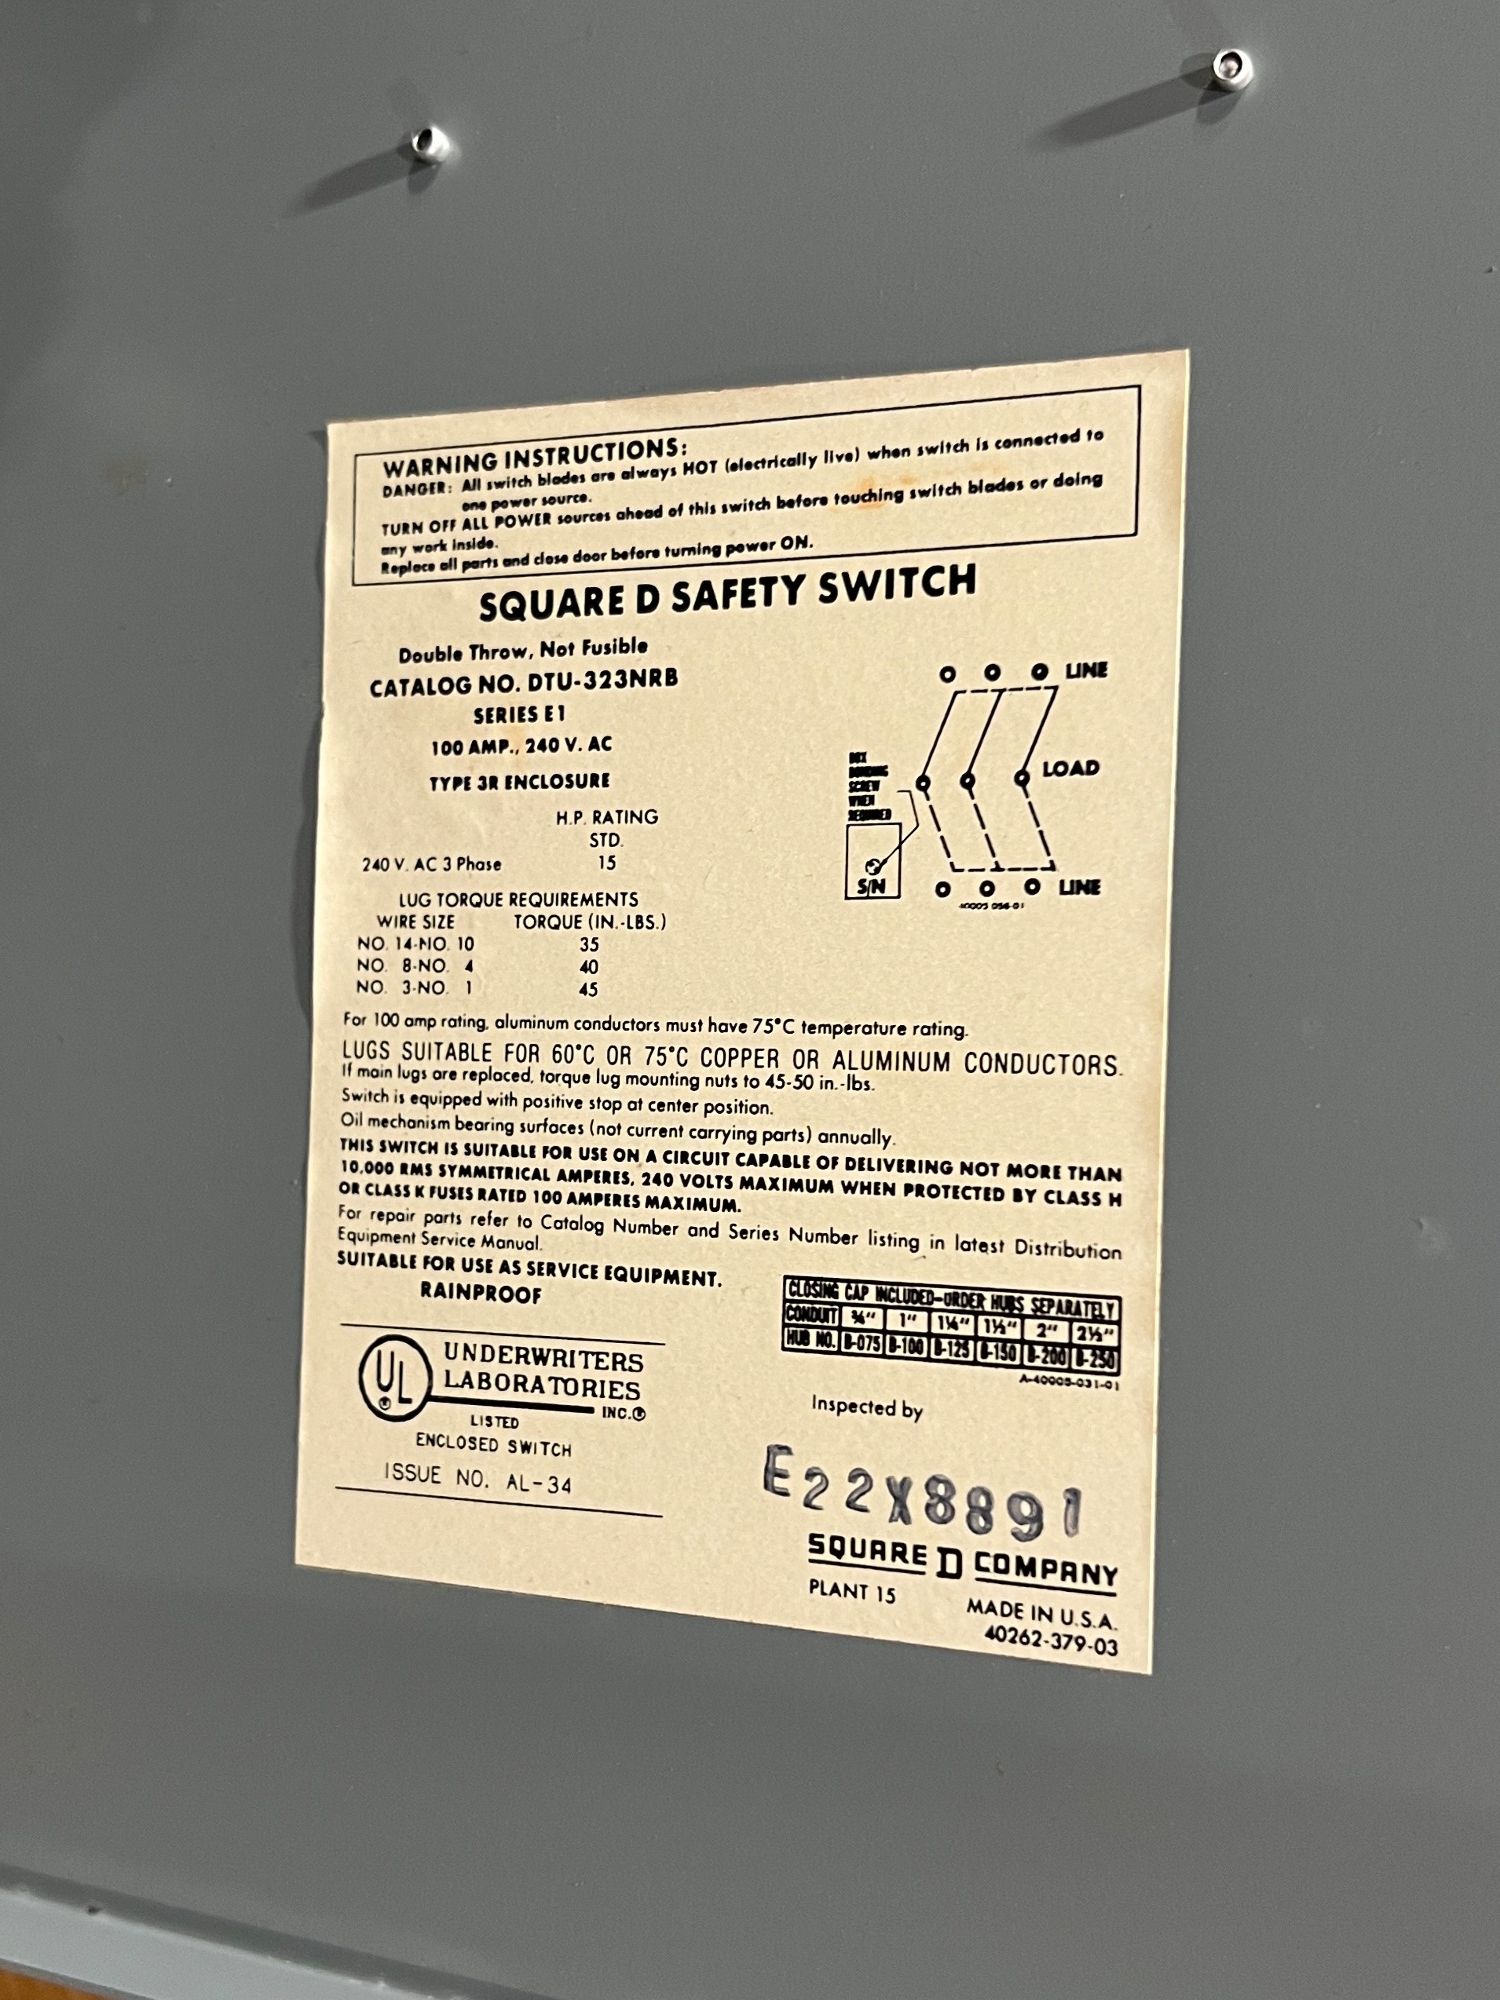 WARNING INSTRUCTIONS:
DANGER: All switch blades are always HOT (electrically live) when switch is connected to
one power source.
TURN OFF ALL POWER sources ahead of this switch before touching switch blades or doing
any work inside.
Replace all parts and close door before turning power ON.
SQUARE D SAFETY SWITCH
Double Throw, Not Fusible
CATALOG NO. DTU-323NRB
SERIES E1
100 AMP., 240 V. AC
TYPE 3R ENCLOSURE
H.P. RATING
STD.
240 V. AC 3 Phase 15
LUG TORQUE REQUIREMENTS
WIRE SIZE TORQUE (IN.-LBS.)
NO. 14-NO. 10 35
NO. 8-NO. 4 40
NO. 3-NO. 1 45
LINE
LOAD
BOX
BONDING
SCREW
WHEN
REQUIRED
S/N
LINE
40005 056-01
For 100 amp rating, aluminum conductors must have 75°C temperature rating.
LUGS SUITABLE FOR 60°C OR 75°C COPPER OR ALUMINUM CONDUCTORS.
If main lugs are replaced, torque lug mounting nuts to 45-50 in.-lbs.
Switch is equipped with positive stop at center position.
Oil mechanism bearing surfaces (not current carrying parts) annually.
THIS SWITCH IS SUITABLE FOR USE ON A CIRCUIT CAPABLE OF DELIVERING NOT MORE THAN
10,000 RMS SYMMETRICAL AMPERES, 240 VOLTS MAXIMUM WHEN PROTECTED BY CLASS H
OR CLASS K FUSES RATED 100 AMPERES MAXIMUM.
For repair parts refer to Catalog Number and Series Number listing in latest Distribution
Equipment Service Manual.
SUITABLE FOR USE AS SERVICE EQUIPMENT.
RAINPROOF
CLOSING CAP INCLUDED-ORDER HUBS SEPARATELY
CONDUIT ¾" 1" 1¼" 1½" 2" 2½"
HUB NO. B-075 B-100 B-125 B-150 B-200 B-250
A-40005-031-01
UL ®
UNDERWRITERS
LABORATORIES
INC.®
LISTED
ENCLOSED SWITCH
ISSUE NO. AL-34
Inspected by
E22X8891
SQUARE D COMPANY
PLANT 15 MADE IN U.S.A.
40262-379-03